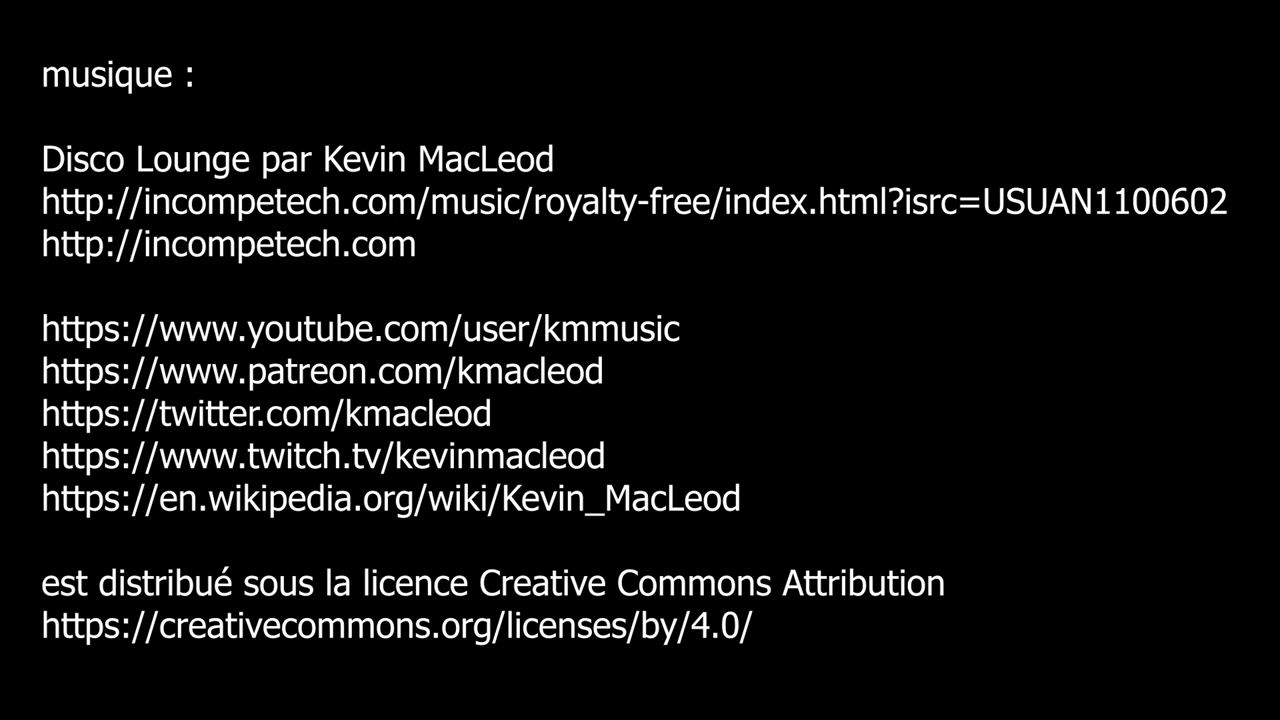 musique :
Disco Lounge par Kevin MacLeod
http://incompetech.com/music/royalty-free/index.html?isrc=USUAN1100602
http://incompetech.com
https://www.youtube.com/user/kmmusic
https://www.patreon.com/kmacleod
https://twitter.com/kmacleod
https://www.twitch.tv/kevinmacleod
https://en.wikipedia.org/wiki/Kevin_MacLeod
est distribué sous la licence Creative Commons Attribution
https://creativecommons.org/licenses/by/4.0/